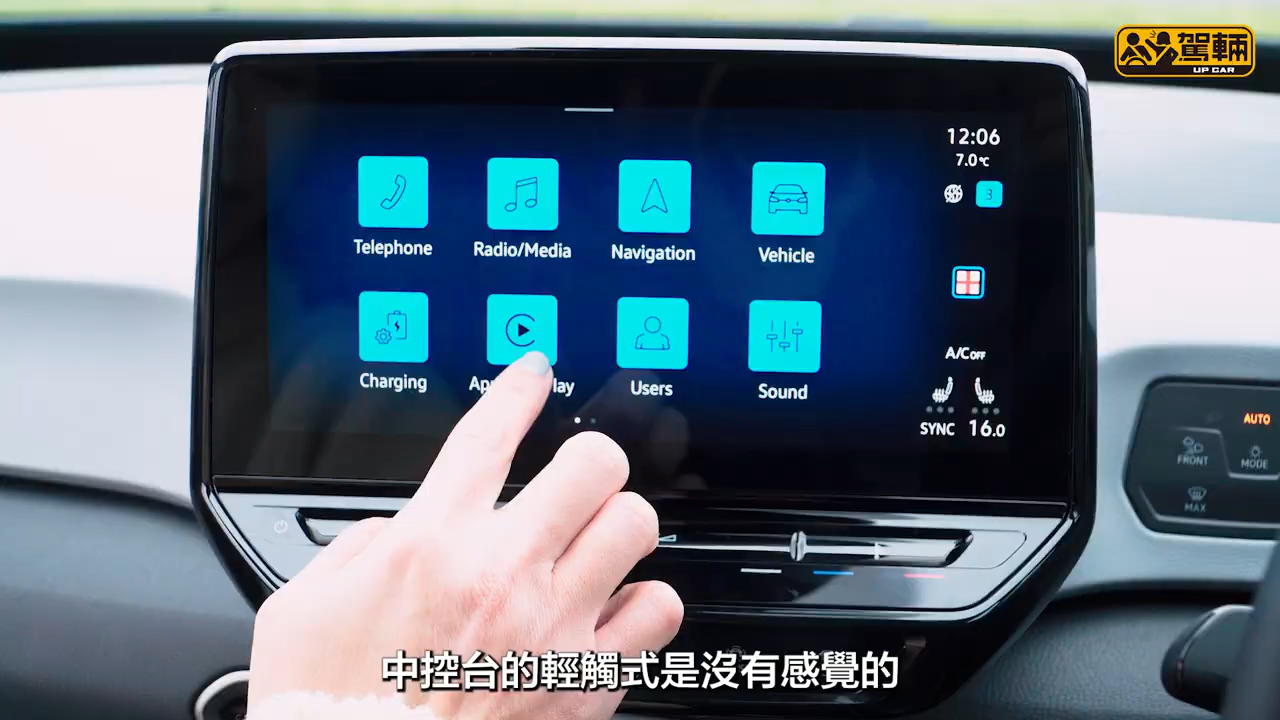 駕輛
UP CAR
12:06
7.0℃
3
Telephone
Radio/Media
Navigation
Vehicle
Charging
Users
Sound
A/C OFF
SYNC 16.0
AUTO
FRONT
MODE
MAX
中控台的輕觸式是沒有感覺的